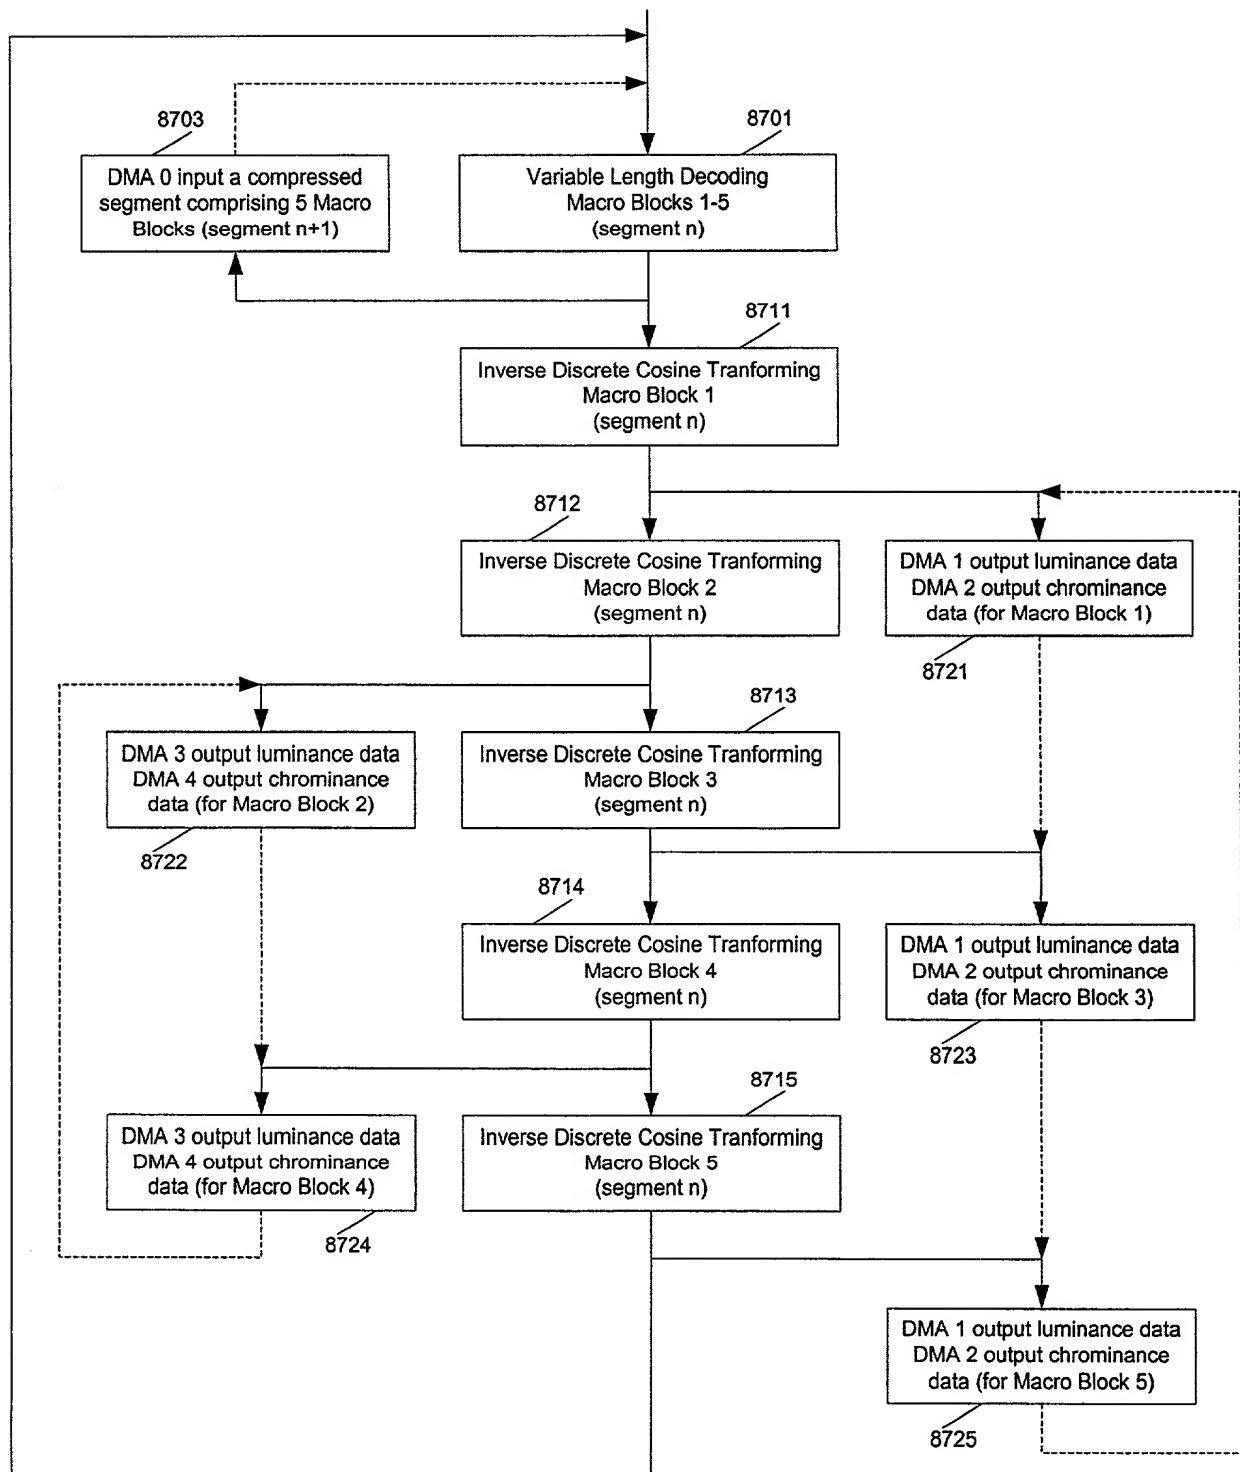 8703
DMA 0 input a compressed
segment comprising 5 Macro
Blocks (segment n+1)
8701
Variable Length Decoding
Macro Blocks 1-5
(segment n)
8711
Inverse Discrete Cosine Tranforming
Macro Block 1
(segment n)
8712
Inverse Discrete Cosine Tranforming
Macro Block 2
(segment n)
DMA 1 output luminance data
DMA 2 output chrominance
data (for Macro Block 1)
8721
8713
DMA 3 output luminance data
DMA 4 output chrominance
data (for Macro Block 2)
8722
Inverse Discrete Cosine Tranforming
Macro Block 3
(segment n)
8714
Inverse Discrete Cosine Tranforming
Macro Block 4
(segment n)
DMA 1 output luminance data
DMA 2 output chrominance
data (for Macro Block 3)
8723
8715
DMA 3 output luminance data
DMA 4 output chrominance
data (for Macro Block 4)
8724
Inverse Discrete Cosine Tranforming
Macro Block 5
(segment n)
DMA 1 output luminance data
DMA 2 output chrominance
data (for Macro Block 5)
8725